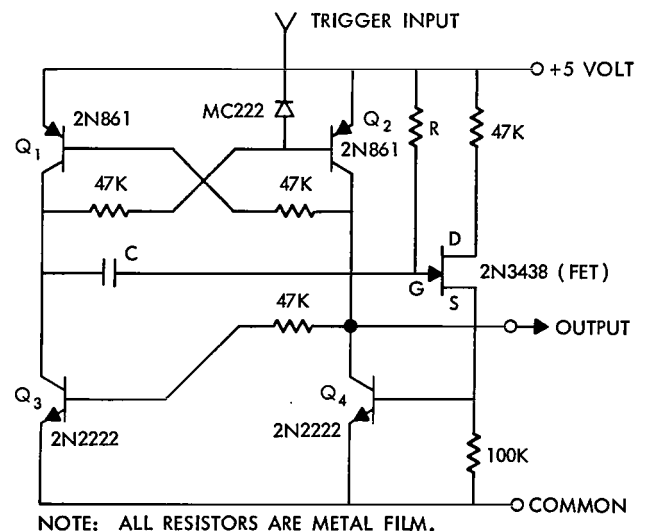 TRIGGER INPUT
+5 VOLT
MC222
2N861
Q2
R
47K
Q1
2N861
47K
47K
D
C
2N3438 (FET)
G
S
47K
OUTPUT
Q3
Q4
2N2222
2N2222
100K
COMMON
NOTE: ALL RESISTORS ARE METAL FILM.